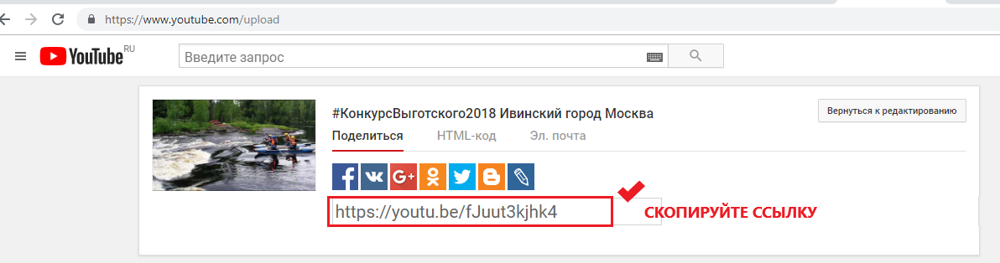 https://www.youtube.com/upload
YouTube RU
Введите запрос
#КонкурсВыготского2018 Ивинский город Москва
Вернуться к редактированию
Поделиться HTML-код Эл. почта
https://youtu.be/fJuut3kjhk4
СКОПИРУЙТЕ ССЫЛКУ